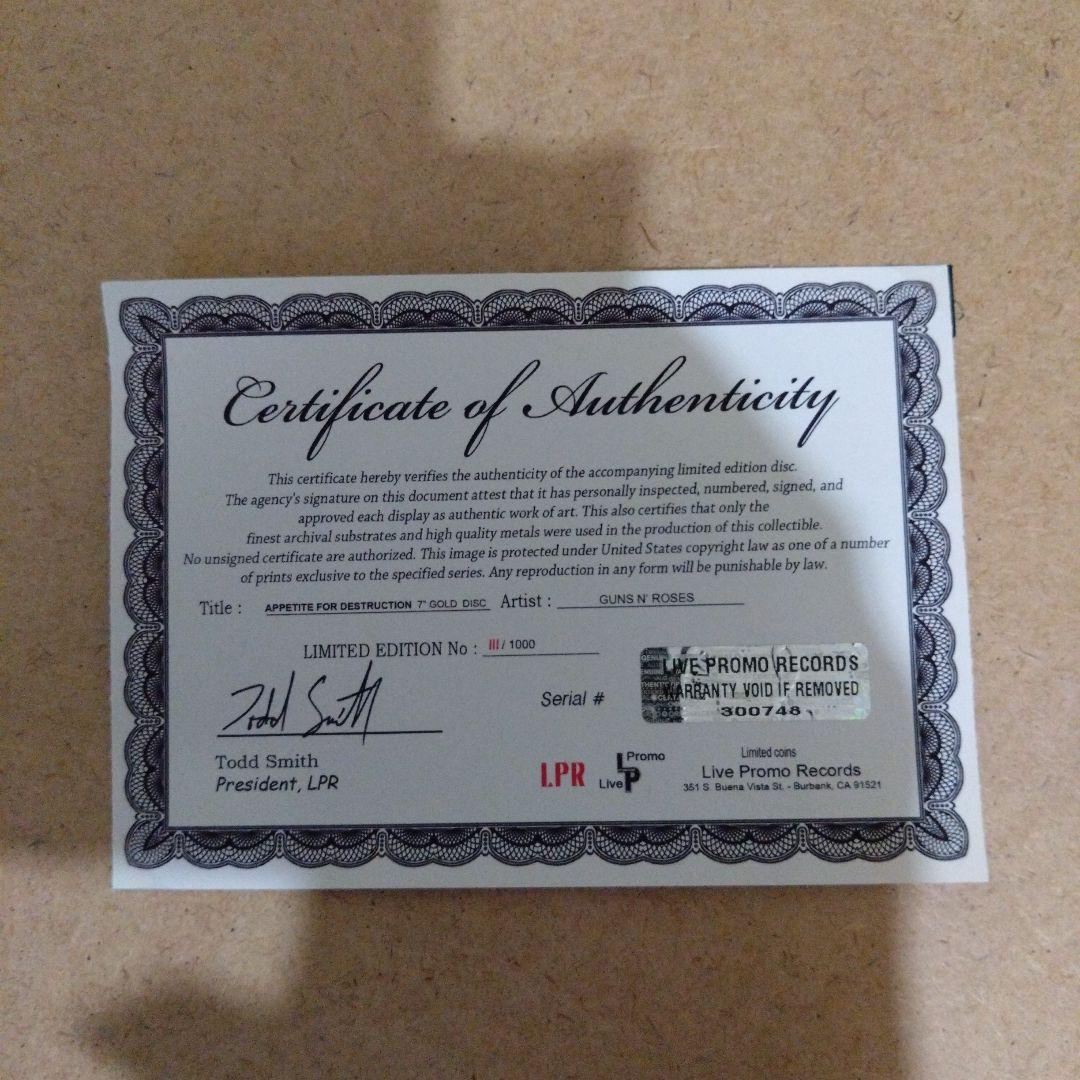 Certificate of Authenticity
This certificate hereby verifies the authenticity of the accompanying limited edition disc.
The agency's signature on this document attest that it has personally inspected, numbered, signed, and
approved each display as authentic work of art. This also certifies that only the
finest archival substrates and high quality metals were used in the production of this collectible.
No unsigned certificate are authorized. This image is protected under United States copyright law as one of a number
of prints exclusive to the specified series. Any reproduction in any form will be punishable by law.
Title : APPETITE FOR DESTRUCTION 7" GOLD DISC Artist : GUNS N' ROSES
LIMITED EDITION No : 111 / 1000
Todd Smith
Serial #
LIVE PROMO RECORDS
WARRANTY VOID IF REMOVED
300748
Todd Smith
President, LPR
LPR
Live Promo
LP
Limited coins
Live Promo Records
351 S. Buena Vista St. - Burbank, CA 91521